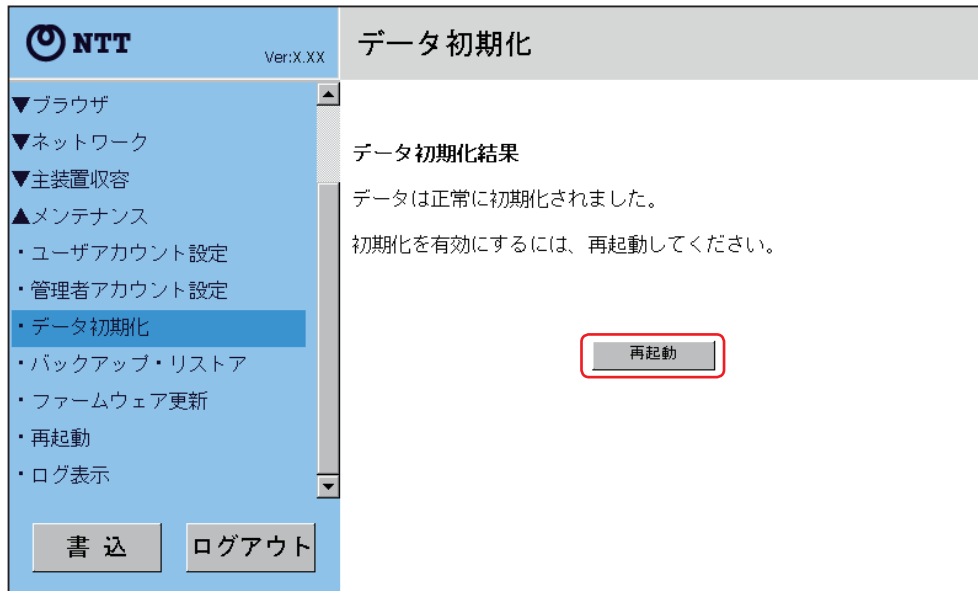 NTT
Ver:X.XX
データ初期化
▼ブラウザ
▼ネットワーク
▼主装置収容
▲メンテナンス
・ユーザアカウント設定
・管理者アカウント設定
・データ初期化
・バックアップ・リストア
・ファームウェア更新
・再起動
・ログ表示
書 込
ログアウト
データ初期化結果
データは正常に初期化されました。
初期化を有効にするには、再起動してください。
再起動